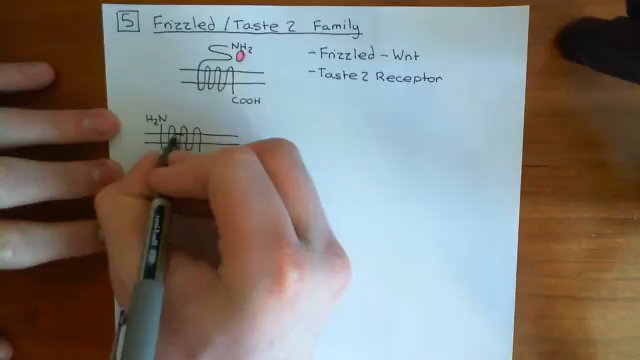 5 Frizzled / Taste 2 Family
NH2
- Frizzled - Wnt
- Taste 2 Receptor
COOH
H2N